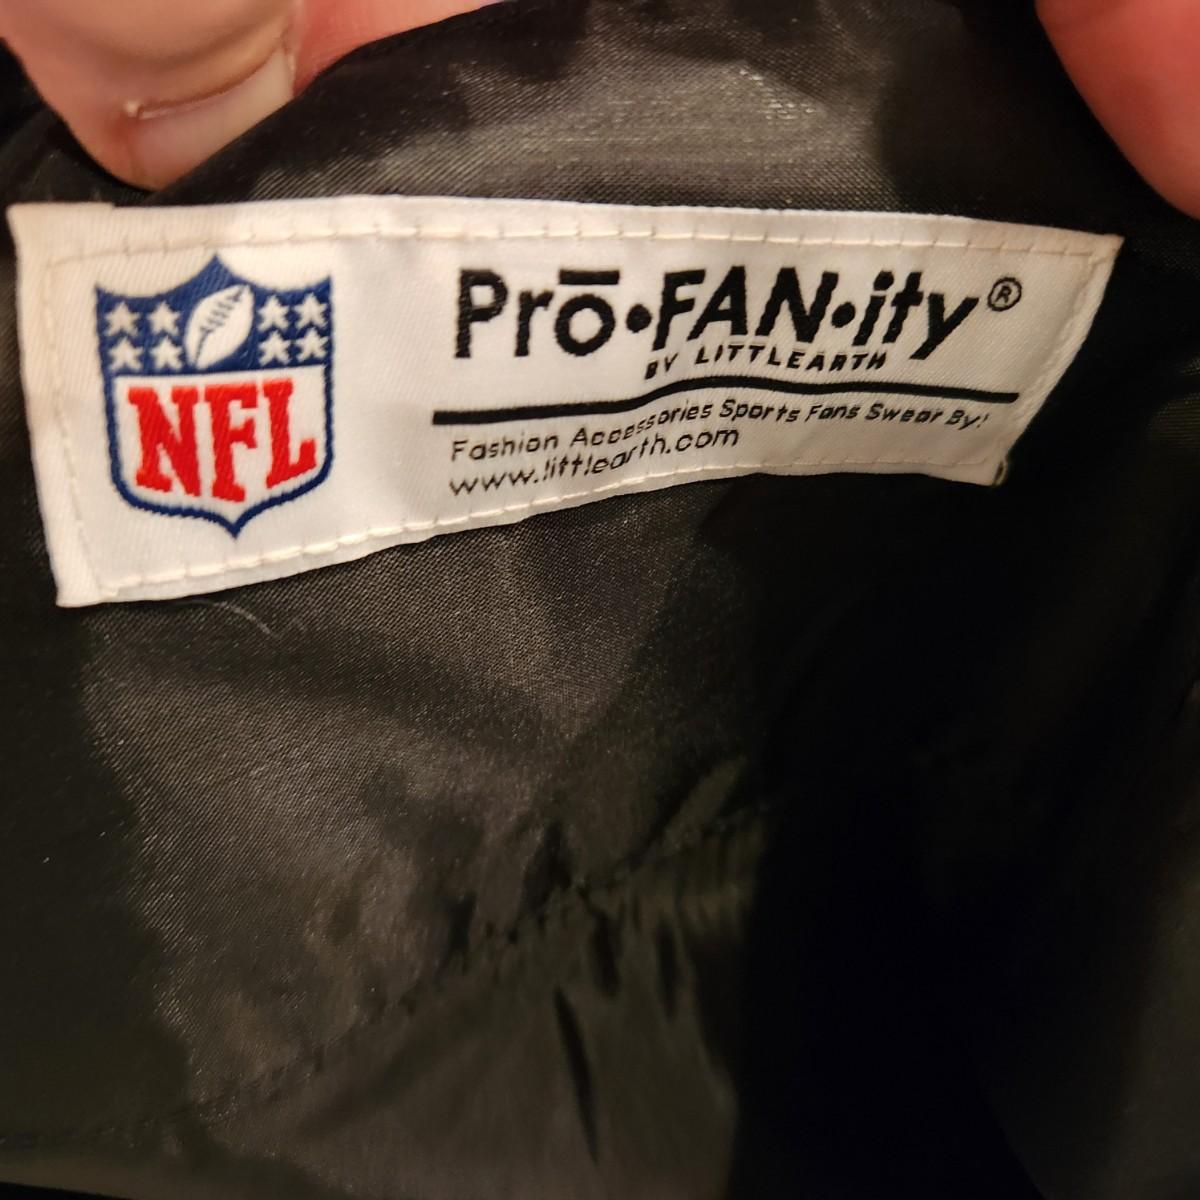 NFL
Prō•FAN•ity®
BY LITTLEARTH
Fashion Accessories Sports Fans Swear By!
www.littlearth.com